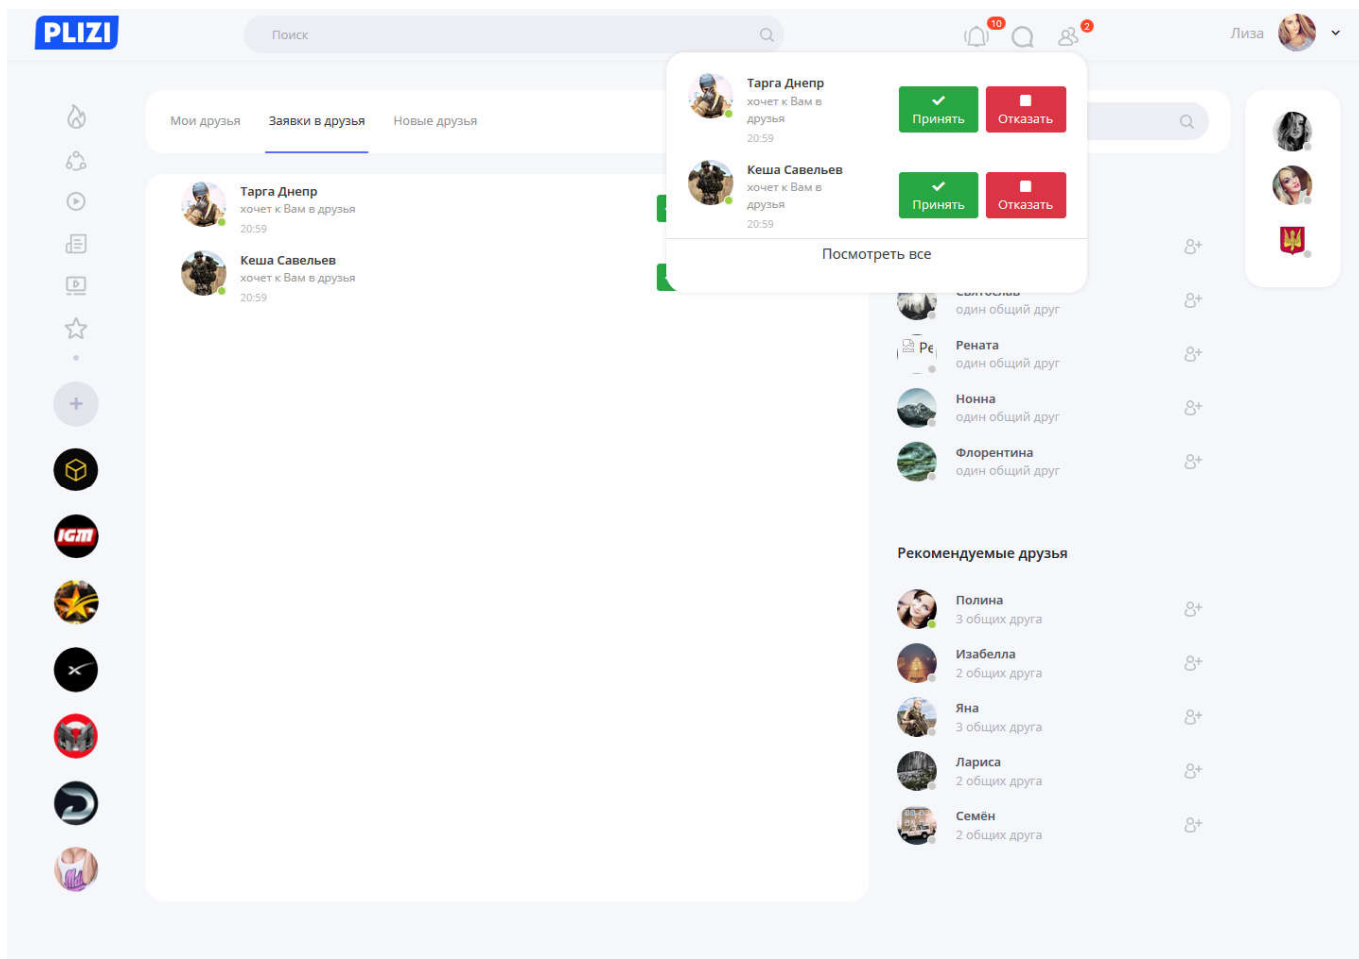 PLIZI
Поиск
10
2
Лиза
Тарга Днепр
хочет к Вам в
друзья
20:59
Принять
Отказать
Кеша Савельев
хочет к Вам в
друзья
20:59
Принять
Отказать
Посмотреть все
Мои друзья
Заявки в друзья
Новые друзья
Тарга Днепр
хочет к Вам в друзья
20:59
Кеша Савельев
хочет к Вам в друзья
20:59
один общий друг
Рената
один общий друг
Нонна
один общий друг
Флорентина
один общий друг
Рекомендуемые друзья
Полина
3 общих друга
Изабелла
2 общих друга
Яна
3 общих друга
Лариса
2 общих друга
Семён
2 общих друга
IGM